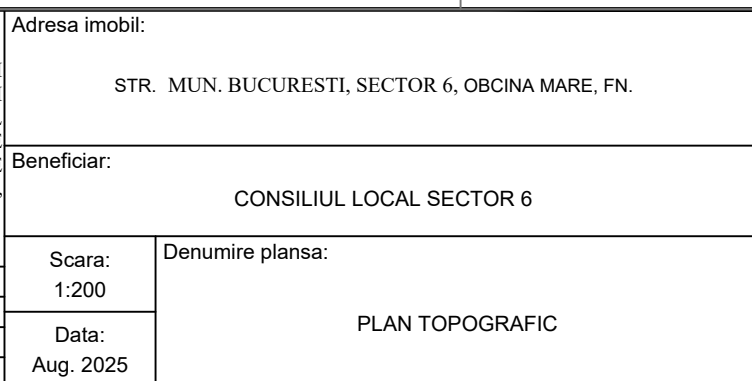 Adresa imobil:
STR. MUN. BUCURESTI, SECTOR 6, OBCINA MARE, FN.
Beneficiar:
CONSILIUL LOCAL SECTOR 6
Scara:
1:200
Denumire plansa:
PLAN TOPOGRAFIC
Data:
Aug. 2025